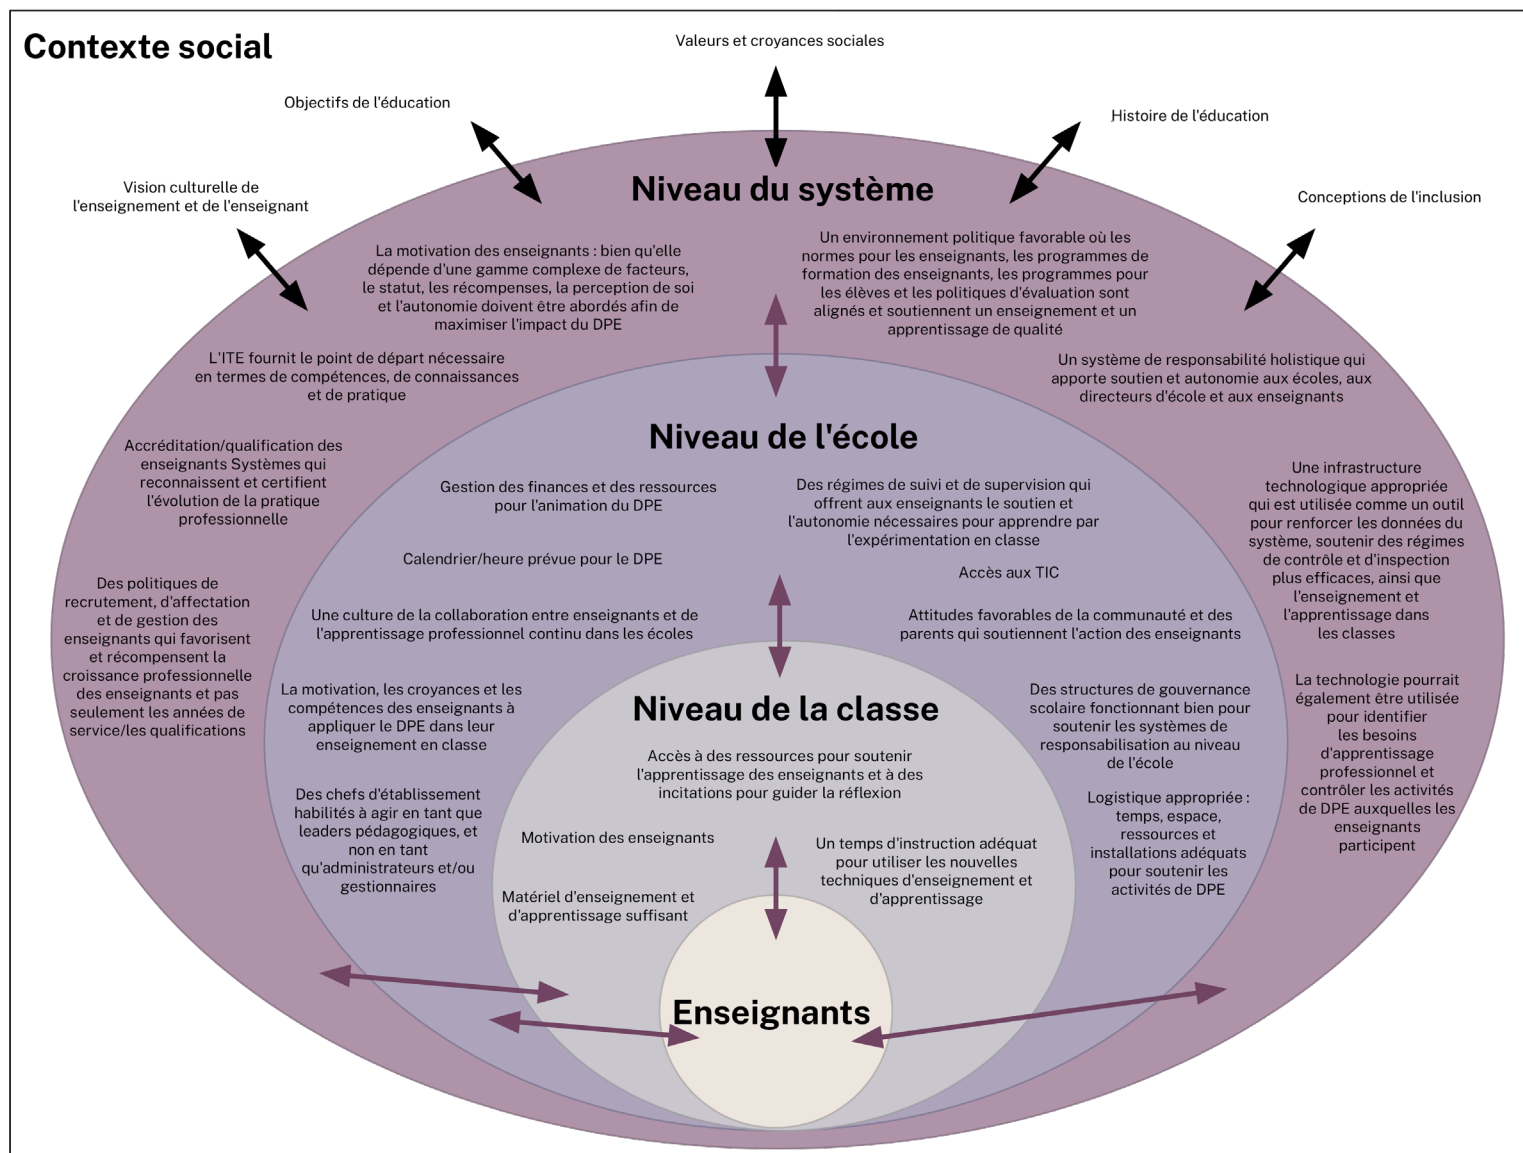 Contexte social
Valeurs et croyances sociales
Objectifs de l'éducation
Histoire de l'éducation
Vision culturelle de
l'enseignement et de l'enseignant
Conceptions de l'inclusion
Niveau du système
La motivation des enseignants : bien qu'elle
dépende d'une gamme complexe de facteurs,
le statut, les récompenses, la perception de soi
et l'autonomie doivent être abordés afin de
maximiser l'impact du DPE
Un environnement politique favorable où les
normes pour les enseignants, les programmes de
formation des enseignants, les programmes pour
les élèves et les politiques d'évaluation sont
alignés et soutiennent un enseignement et un
apprentissage de qualité
L'ITE fournit le point de départ nécessaire
en termes de compétences, de connaissances
et de pratique
Un système de responsabilité holistique qui
apporte soutien et autonomie aux écoles, aux
directeurs d'école et aux enseignants
Accréditation/qualification des
enseignants Systèmes qui
reconnaissent et certifient
l'évolution de la pratique
professionnelle
Une infrastructure
technologique appropriée
qui est utilisée comme un outil
pour renforcer les données du
système, soutenir des régimes
de contrôle et d'inspection
plus efficaces, ainsi que
l'enseignement et
l'apprentissage dans
les classes
Des politiques de
recrutement, d'affectation
et de gestion des
enseignants qui favorisent
et récompensent la
croissance professionnelle
des enseignants et pas
seulement les années de
service/les qualifications
La technologie pourrait
également être utilisée
pour identifier
les besoins
d'apprentissage
professionnel et
contrôler les activités
de DPE auxquelles les
enseignants
participent
Niveau de l'école
Gestion des finances et des ressources
pour l'animation du DPE
Des régimes de suivi et de supervision qui
offrent aux enseignants le soutien et
l'autonomie nécessaires pour apprendre par
l'expérimentation en classe
Calendrier/heure prévue pour le DPE
Accès aux TIC
Une culture de la collaboration entre enseignants et de
l'apprentissage professionnel continu dans les écoles
Attitudes favorables de la communauté et des
parents qui soutiennent l'action des enseignants
La motivation, les croyances et les
compétences des enseignants à
appliquer le DPE dans leur
enseignement en classe
Des structures de gouvernance
scolaire fonctionnant bien pour
soutenir les systèmes de
responsabilisation au niveau
de l'école
Des chefs d'établissement
habilités à agir en tant que
leaders pédagogiques, et
non en tant
qu'administrateurs et/ou
gestionnaires
Logistique appropriée :
temps, espace,
ressources et
installations adéquats
pour soutenir les
activités de DPE
Niveau de la classe
Accès à des ressources pour soutenir
l'apprentissage des enseignants et à des
incitations pour guider la réflexion
Motivation des enseignants
Un temps d'instruction adéquat
pour utiliser les nouvelles
techniques d'enseignement et
d'apprentissage
Matériel d'enseignement et
d'apprentissage suffisant
Enseignants